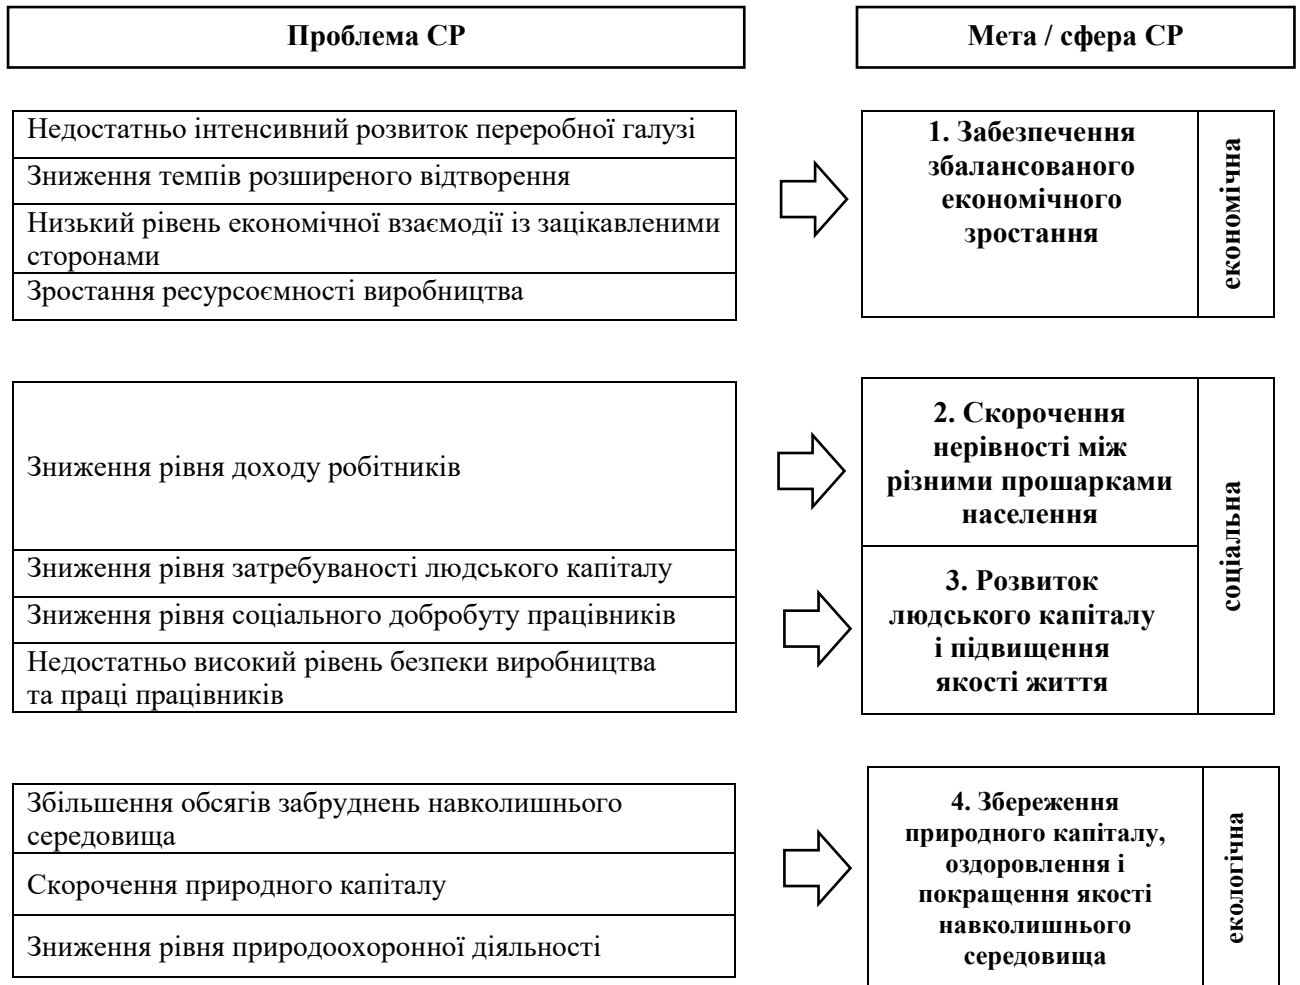 Проблема СР
Мета / сфера СР
Недостатньо інтенсивний розвиток переробної галузі
Зниження темпів розширеного відтворення
Низький рівень економічної взаємодії із зацікавленими
сторонами
Зростання ресурсоємності виробництва
1. Забезпечення
збалансованого
економічного
зростання
економічна
Зниження рівня доходу робітників
2. Скорочення
нерівності між
різними прошарками
населення
Зниження рівня затребуваності людського капіталу
Зниження рівня соціального добробуту працівників
Недостатньо високий рівень безпеки виробництва
та праці працівників
3. Розвиток
людського капіталу
і підвищення
якості життя
соціальна
Збільшення обсягів забруднень навколишнього
середовища
Скорочення природного капіталу
Зниження рівня природоохоронної діяльності
4. Збереження
природного капіталу,
оздоровлення і
покращення якості
навколишнього
середовища
екологічна